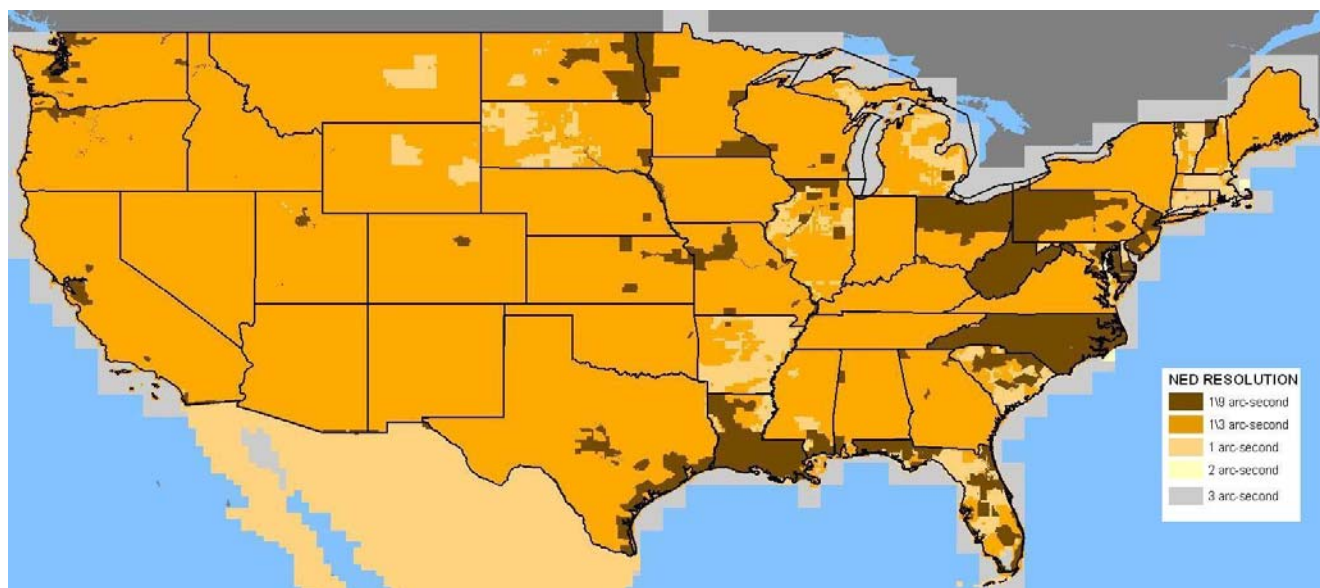 NED RESOLUTION
1\9 arc-second
1\3 arc-second
1 arc-second
2 arc-second
3 arc-second